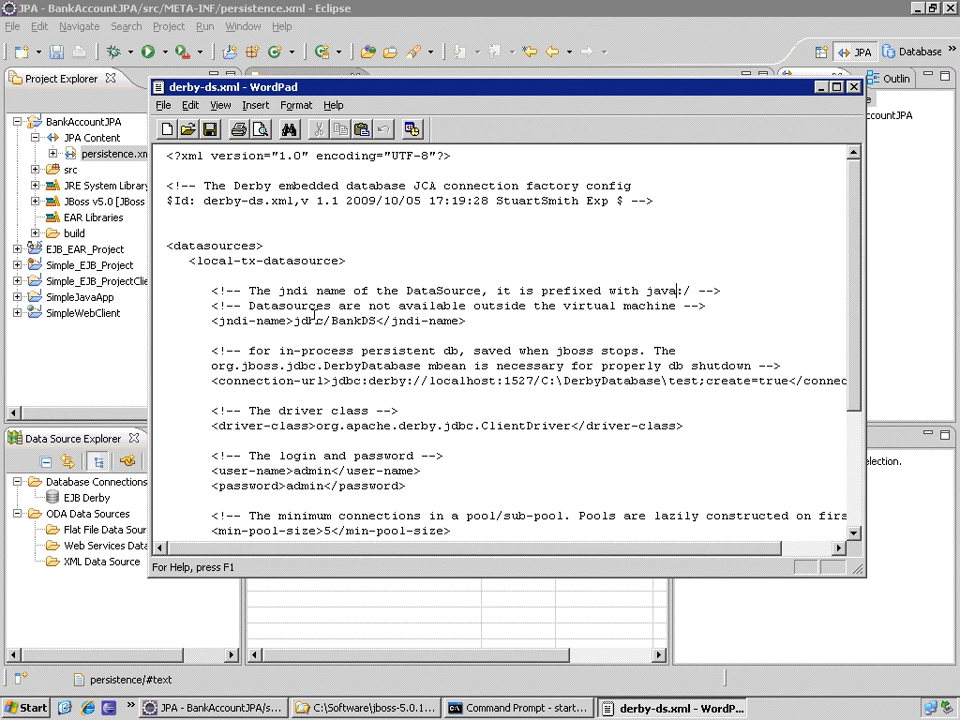 JPA - BankAccountJPA/src/META-INF/persistence.xml - Eclipse
File Edit Navigate Search Project Run Window Help
JPA Database »
Project Explorer
Outlin
BankAccountJPA
JPA Content
persistence.xm
src
JRE System Library
JBoss v5.0 [JBoss
EAR Libraries
build
EJB_EAR_Project
Simple_EJB_Project
Simple_EJB_ProjectClie
SimpleJavaApp
SimpleWebClient
ccountJPA
derby-ds.xml - WordPad
File Edit View Insert Format Help
<?xml version="1.0" encoding="UTF-8"?>
<!-- The Derby embedded database JCA connection factory config
$Id: derby-ds.xml,v 1.1 2009/10/05 17:19:28 StuartSmith Exp $ -->
<datasources>
<local-tx-datasource>
<!-- The jndi name of the DataSource, it is prefixed with java:/ -->
<!-- Datasources are not available outside the virtual machine -->
<jndi-name>jdbc/BankDS</jndi-name>
<!-- for in-process persistent db, saved when jboss stops. The
org.jboss.jdbc.DerbyDatabase mbean is necessary for properly db shutdown -->
<connection-url>jdbc:derby://localhost:1527/C:\DerbyDatabase\test;create=true</connec
<!-- The driver class -->
<driver-class>org.apache.derby.jdbc.ClientDriver</driver-class>
<!-- The login and password -->
<user-name>admin</user-name>
<password>admin</password>
<!-- The minimum connections in a pool/sub-pool. Pools are lazily constructed on firs
<min-pool-size>5</min-pool-size>
For Help, press F1
Data Source Explorer
Database Connections
EJB Derby
ODA Data Sources
Flat File Data Sour
Web Services Data
XML Data Source
selection.
persistence/#text
Start » JPA - BankAccountJPA/s... C:\Software\jboss-5.0.1... Command Prompt - start... derby-ds.xml - WordP...